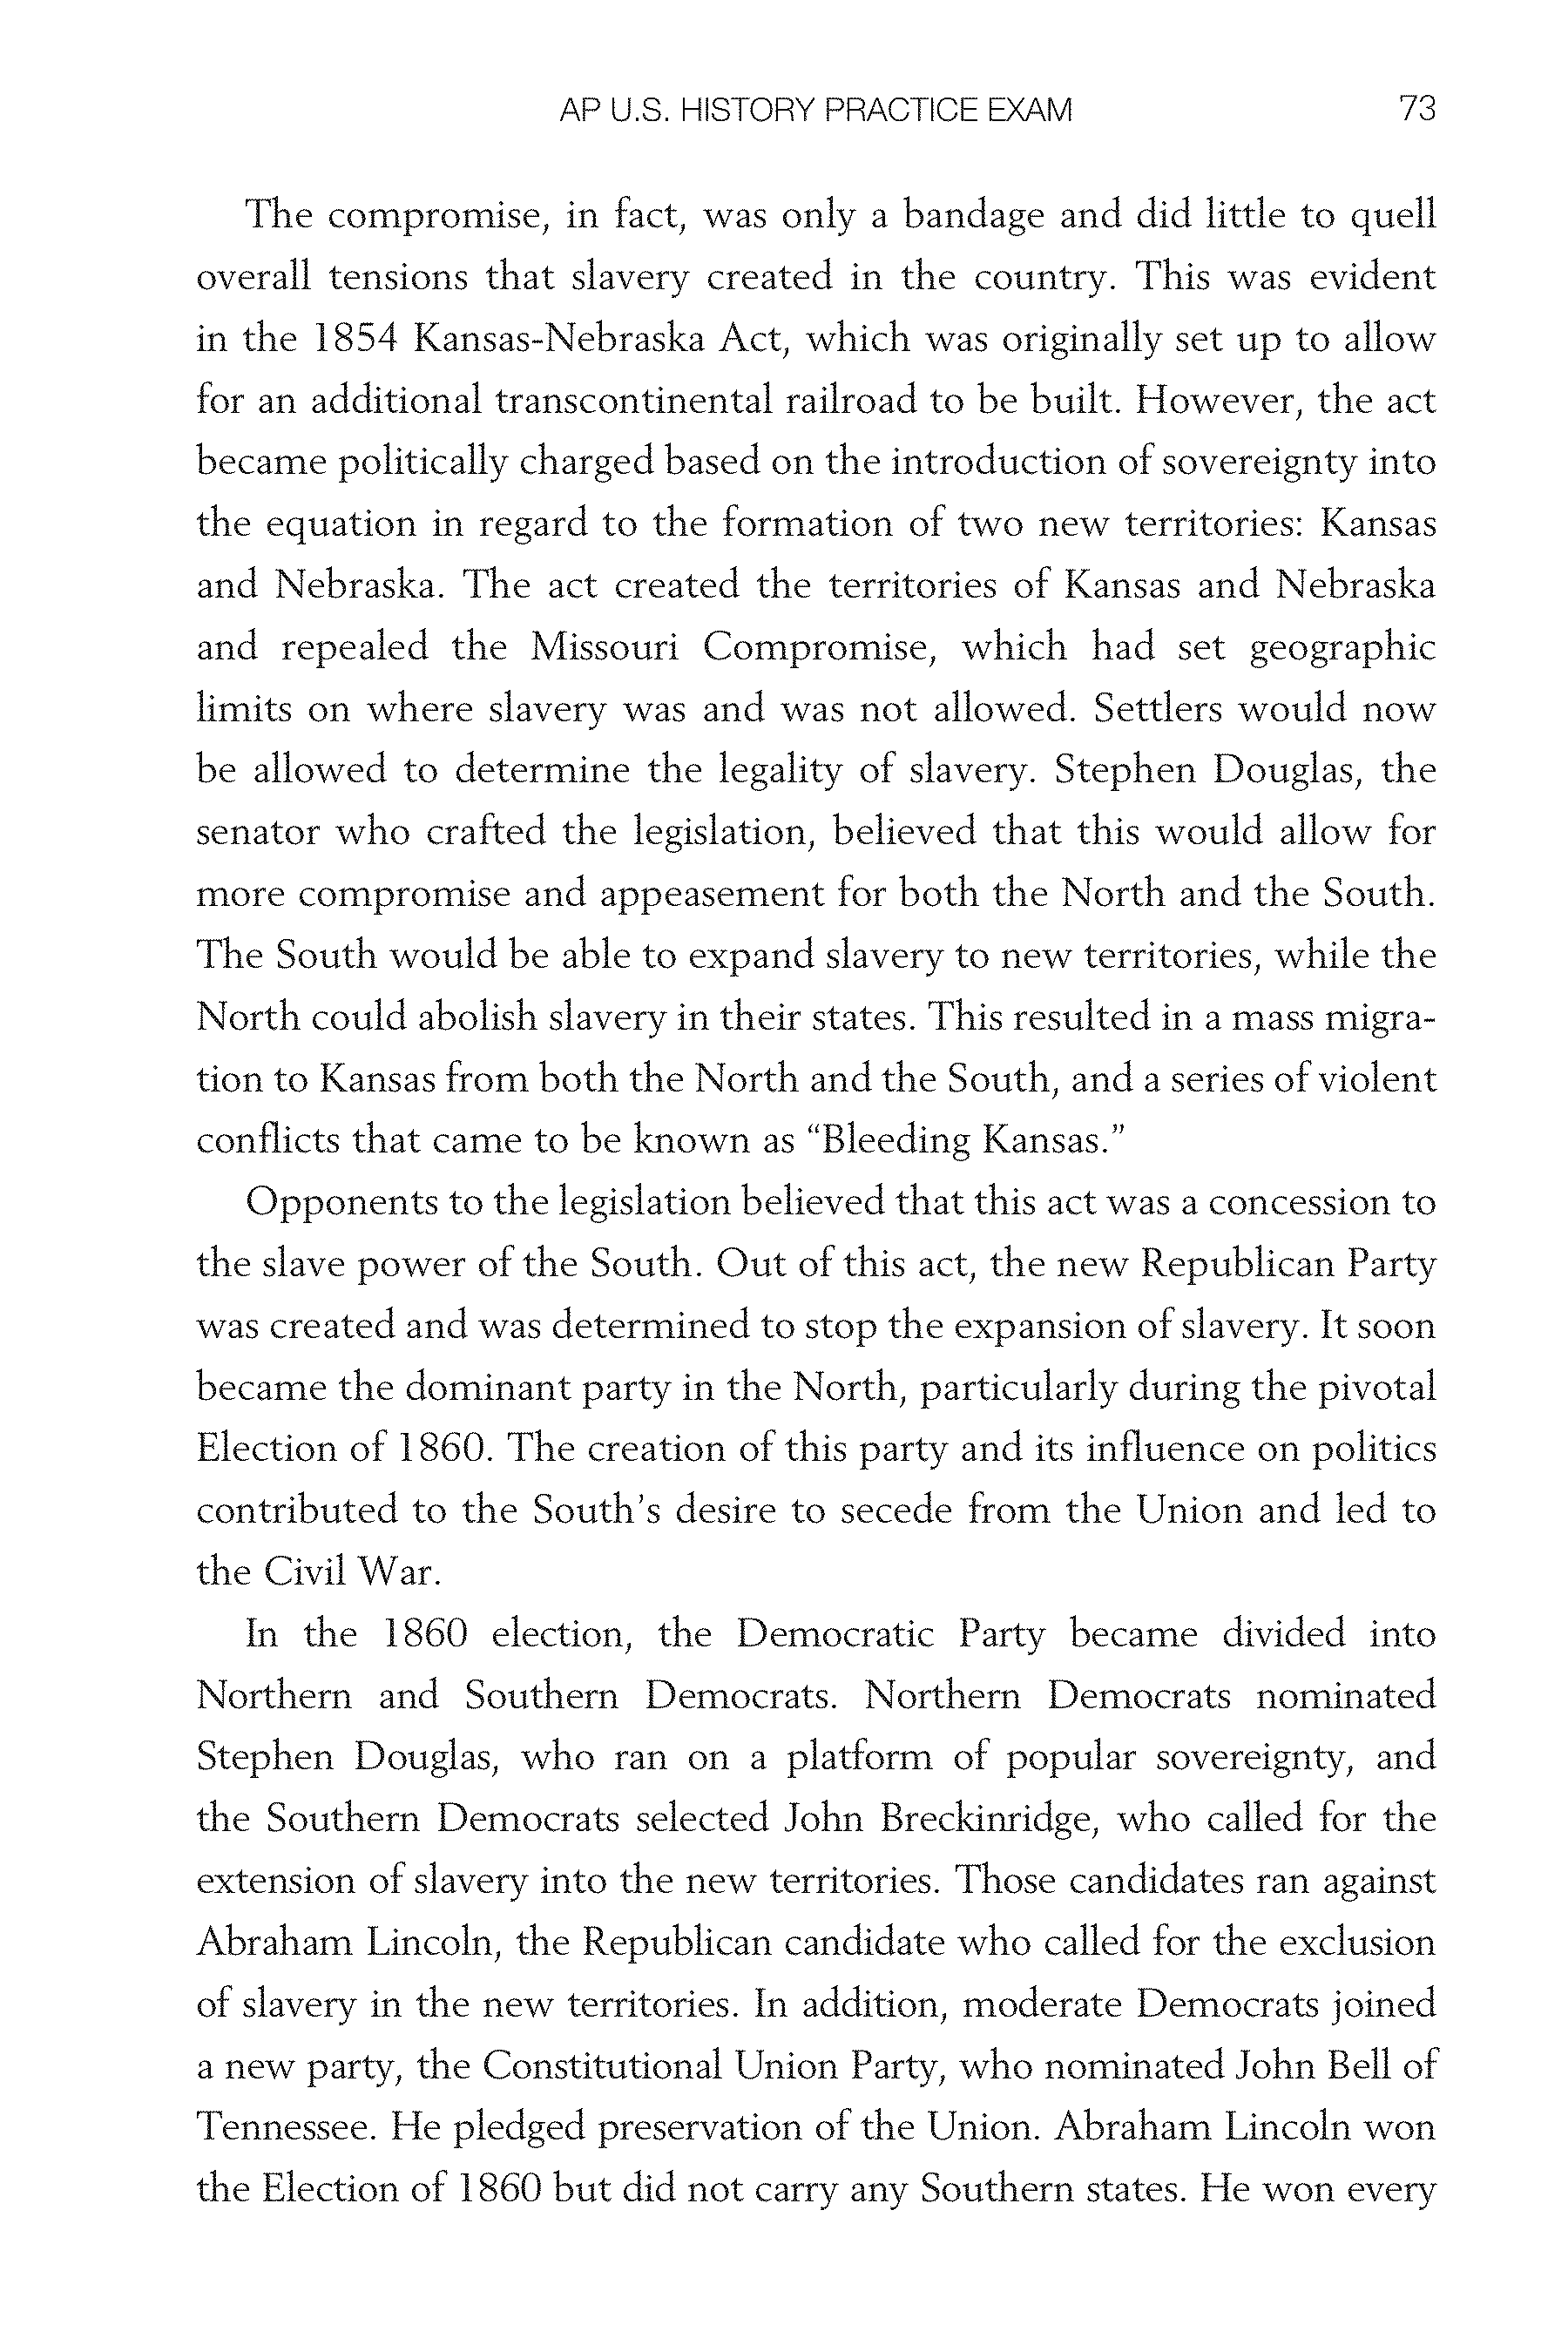 AP U.S. HISTORY PRACTICE EXAM 73
The compromise, in fact, was only a bandage and did little to quell
overall tensions that slavery created in the country. This was evident
in the 1854 Kansas-Nebraska Act, which was originally set up to allow
for an additional transcontinental railroad to be built. However, the act
became politically charged based on the introduction of sovereignty into
the equation in regard to the formation of two new territories: Kansas
and Nebraska. The act created the territories of Kansas and Nebraska
and repealed the Missouri Compromise, which had set geographic
limits on where slavery was and was not allowed. Settlers would now
be allowed to determine the legality of slavery. Stephen Douglas, the
senator who crafted the legislation, believed that this would allow for
more compromise and appeasement for both the North and the South.
The South would be able to expand slavery to new territories, while the
North could abolish slavery in their states. This resulted in a mass migra-
tion to Kansas from both the North and the South, and a series of violent
conflicts that came to be known as “Bleeding Kansas.”
Opponents to the legislation believed that this act was a concession to
the slave power of the South. Out of this act, the new Republican Party
was created and was determined to stop the expansion of slavery. It soon
became the dominant party in the North, particularly during the pivotal
Election of 1860. The creation of this party and its influence on politics
contributed to the South’s desire to secede from the Union and led to
the Civil War.
In the 1860 election, the Democratic Party became divided into
Northern and Southern Democrats. Northern Democrats nominated
Stephen Douglas, who ran on a platform of popular sovereignty, and
the Southern Democrats selected John Breckinridge, who called for the
extension of slavery into the new territories. Those candidates ran against
Abraham Lincoln, the Republican candidate who called for the exclusion
of slavery in the new territories. In addition, moderate Democrats joined
a new party, the Constitutional Union Party, who nominated John Bell of
Tennessee. He pledged preservation of the Union. Abraham Lincoln won
the Election of 1860 but did not carry any Southern states. He won every